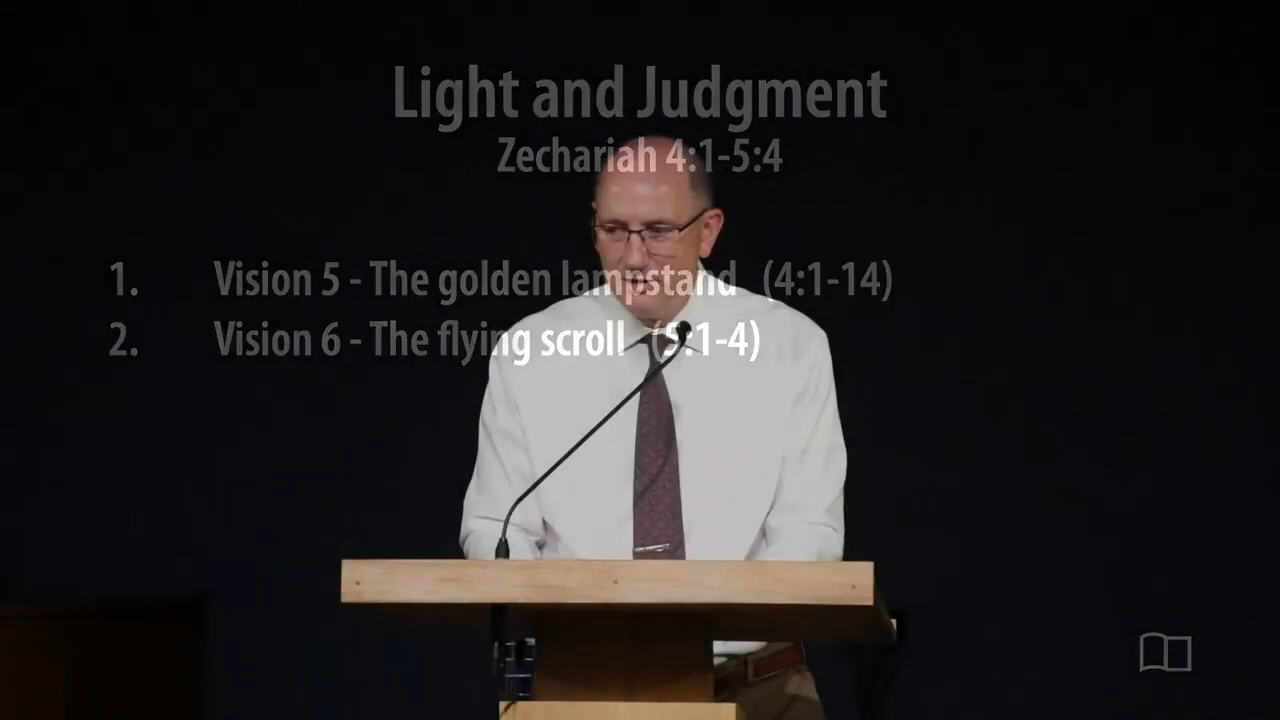 Light and Judgment
Zechariah 4:1-5:4
1. Vision 5 - The golden lampstand (4:1-14)
2. Vision 6 - The flying scroll (5:1-4)